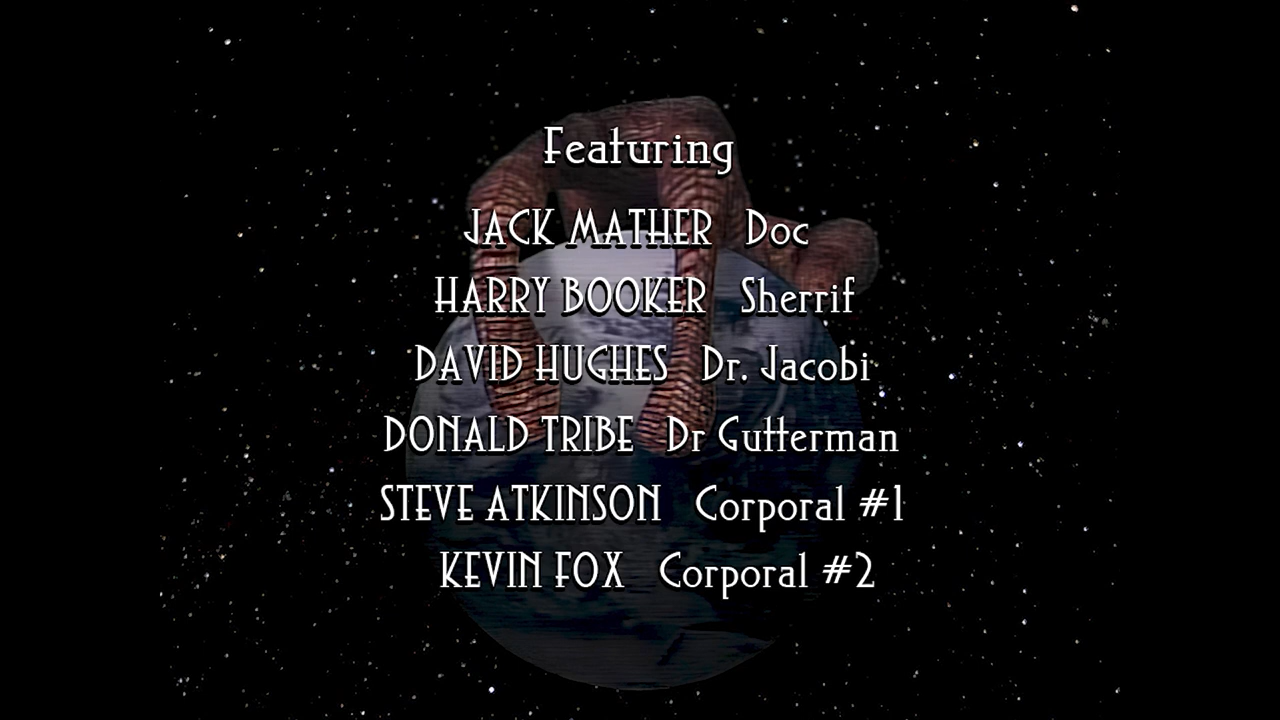 Featuring
JACK MATHER Doc
HARRY BOOKER Sherrif
DAVID HUGHES Dr. Jacobi
DONALD TRIBE Dr Gutterman
STEVE ATKINSON Corporal #1
KEVIN FOX Corporal #2